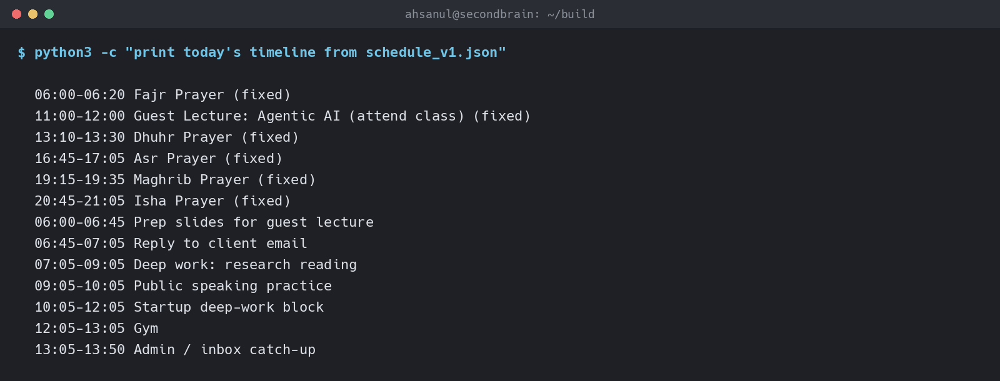 ahsanul@secondbrain: ~/build
$ python3 -c "print today's timeline from schedule_v1.json"
06:00-06:20 Fajr Prayer (fixed)
11:00-12:00 Guest Lecture: Agentic AI (attend class) (fixed)
13:10-13:30 Dhuhr Prayer (fixed)
16:45-17:05 Asr Prayer (fixed)
19:15-19:35 Maghrib Prayer (fixed)
20:45-21:05 Isha Prayer (fixed)
06:00-06:45 Prep slides for guest lecture
06:45-07:05 Reply to client email
07:05-09:05 Deep work: research reading
09:05-10:05 Public speaking practice
10:05-12:05 Startup deep-work block
12:05-13:05 Gym
13:05-13:50 Admin / inbox catch-up